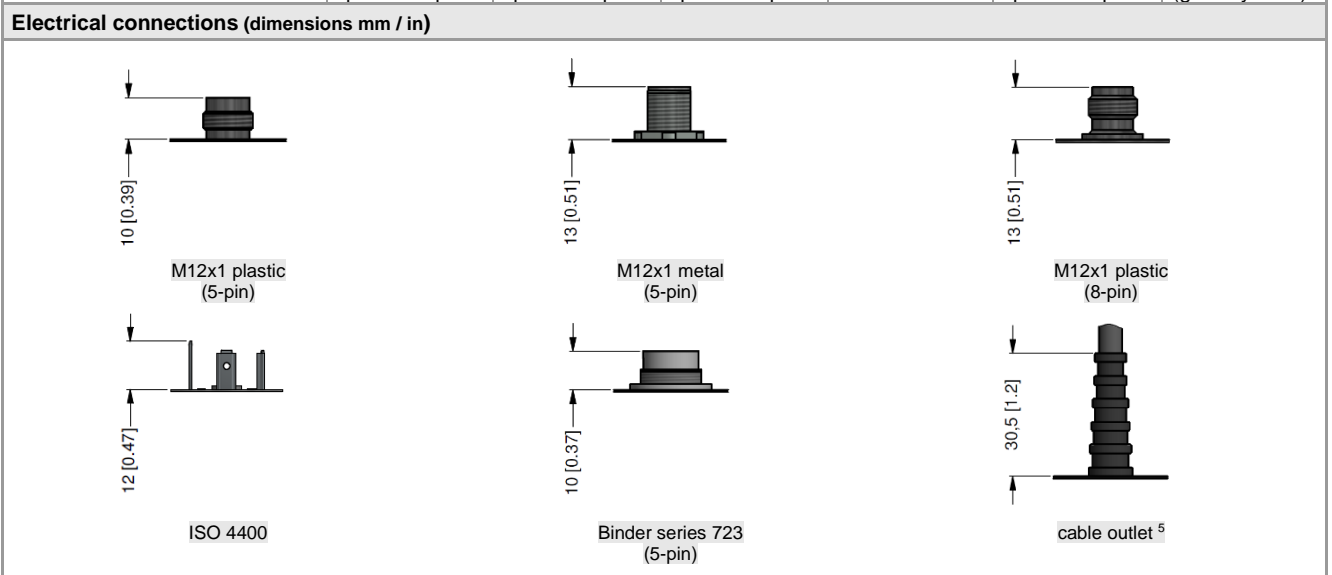 Electrical connections (dimensions mm / in)
10 [0.39]
13 [0.51]
13 [0.51]
M12x1 plastic
(5-pin)
M12x1 metal
(5-pin)
M12x1 plastic
(8-pin)
12 [0.47]
10 [0.37]
30,5 [1.2]
ISO 4400
Binder series 723
(5-pin)
cable outlet 5